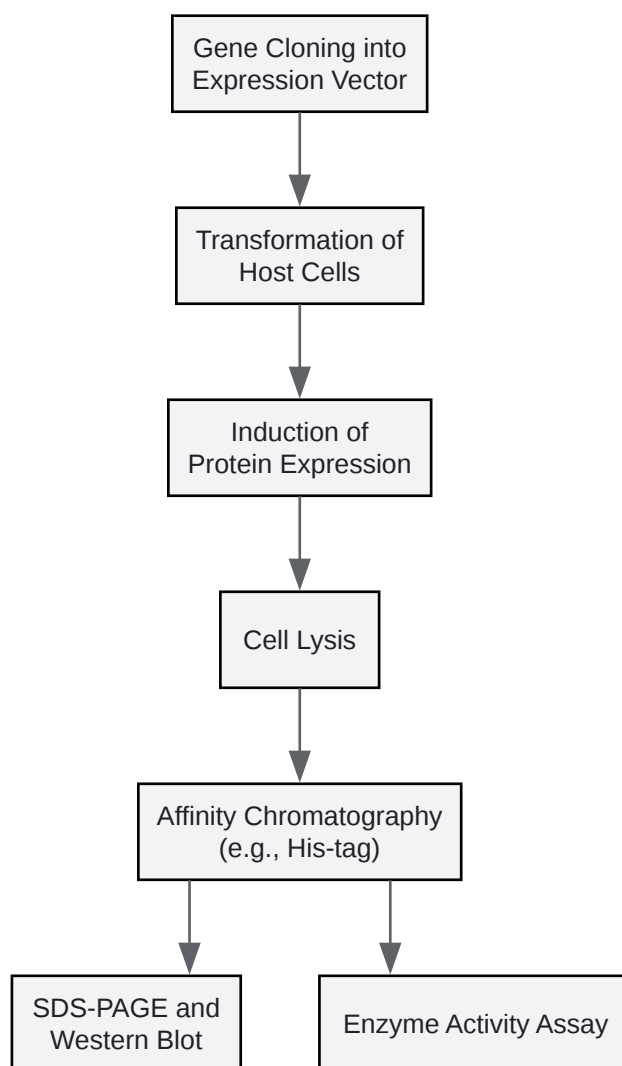 Gene Cloning into
Expression Vector
Transformation of
Host Cells
Induction of
Protein Expression
Cell Lysis
Affinity Chromatography
(e.g., His-tag)
SDS-PAGE and
Western Blot
Enzyme Activity Assay